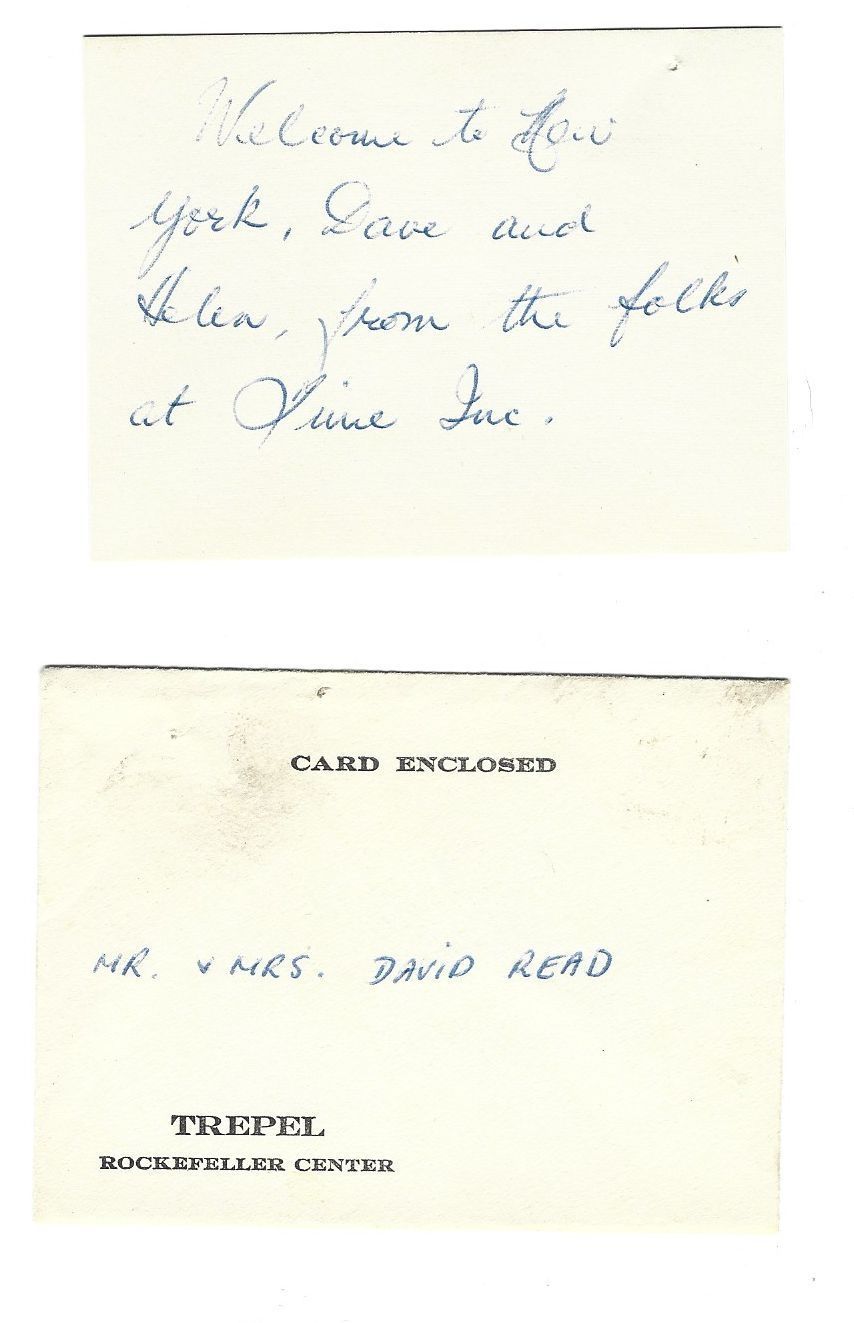 Welcome to New
York, Dave and
Helen, from the folks
at Time Inc.
CARD ENCLOSED
MR. & MRS. DAVID READ
TREPEL
ROCKEFELLER CENTER